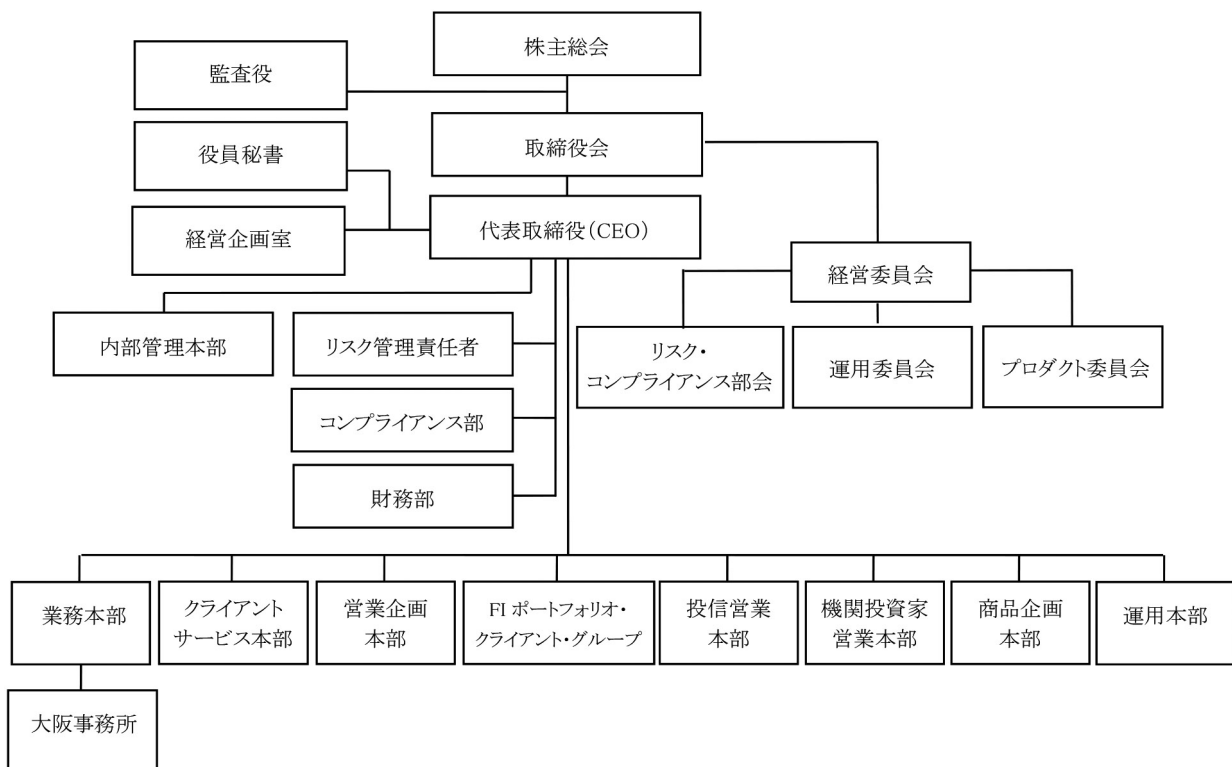 株主総会
監査役
取締役会
役員秘書
代表取締役（CEO）
経営企画室
経営委員会
内部管理本部
リスク管理責任者
リスク・
コンプライアンス部会
運用委員会
プロダクト委員会
コンプライアンス部
財務部
業務本部
クライアント
サービス本部
営業企画
本部
FI ポートフォリオ・
クライアント・グループ
投信営業
本部
機関投資家
営業本部
商品企画
本部
運用本部
大阪事務所